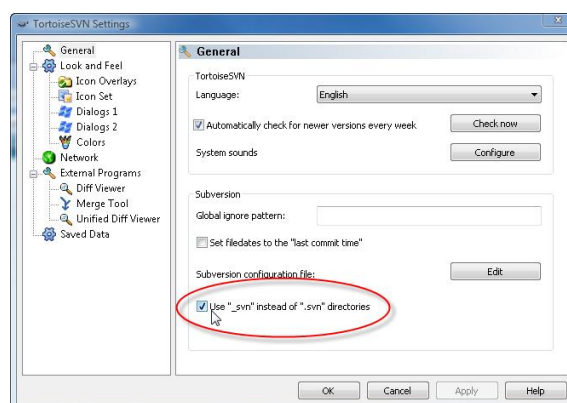 TortoiseSVN Settings
General
Look and Feel
Icon Overlays
Icon Set
Dialogs 1
Dialogs 2
Colors
Network
External Programs
Diff Viewer
Merge Tool
Unified Diff Viewer
Saved Data
General
TortoiseSVN
Language: English
Automatically check for newer versions every week Check now
System sounds Configure
Subversion
Global ignore pattern:
Set filedates to the "last commit time"
Subversion configuration file: Edit
Use "_svn" instead of ".svn" directories
OK Cancel Apply Help